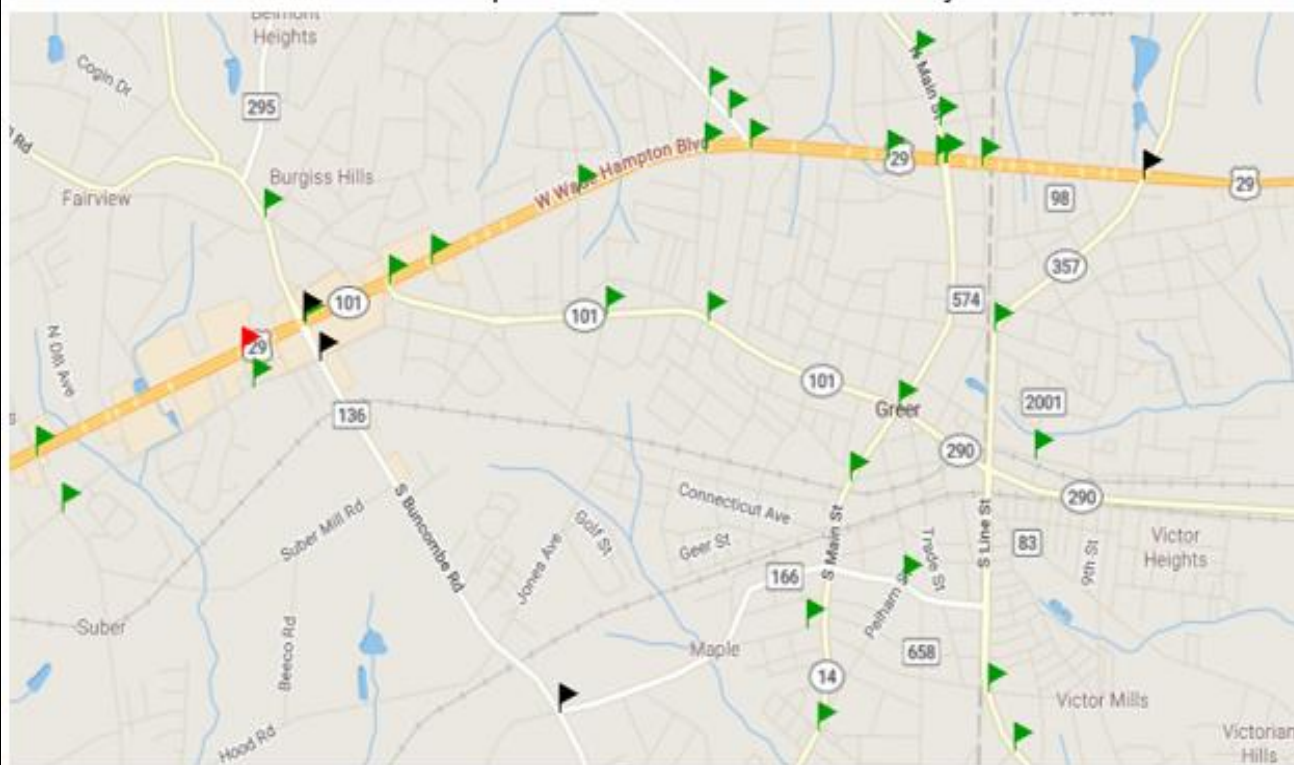 Belmont
Heights
Cogin Dr
295
N Main St
Rd
W Wade Hampton Blvd
29
Burgiss Hills
Fairview
98
29
357
101
574
101
29
N Dill Ave
101
Greer
2001
136
290
S Buncombe Rd
Connecticut Ave
290
Suber Mill Rd
Golf St
Geer St
S Main St
Trade St
S Line St
83
9th St
Victor
Heights
Jones Ave
166
Pelham
Suber
Beeco Rd
Maple
658
14
Victor Mills
Hood Rd
Victorian
Hills